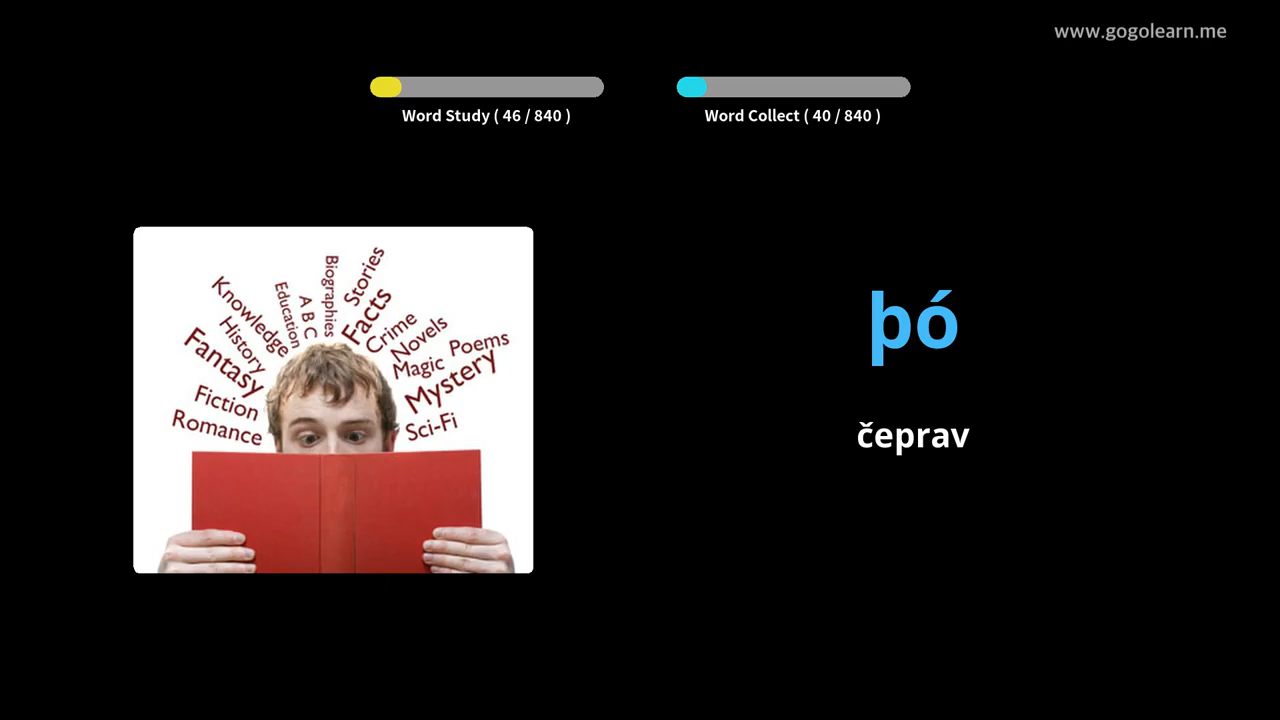 www.gogolearn.me
Word Study ( 46 / 840 )
Word Collect ( 40 / 840 )
Romance
Fiction
Fantasy
History
Knowledge
Education
A B C
Biographies
Stories
Facts
Crime
Novels
Magic
Poems
Mystery
Sci-Fi
þó
čeprav